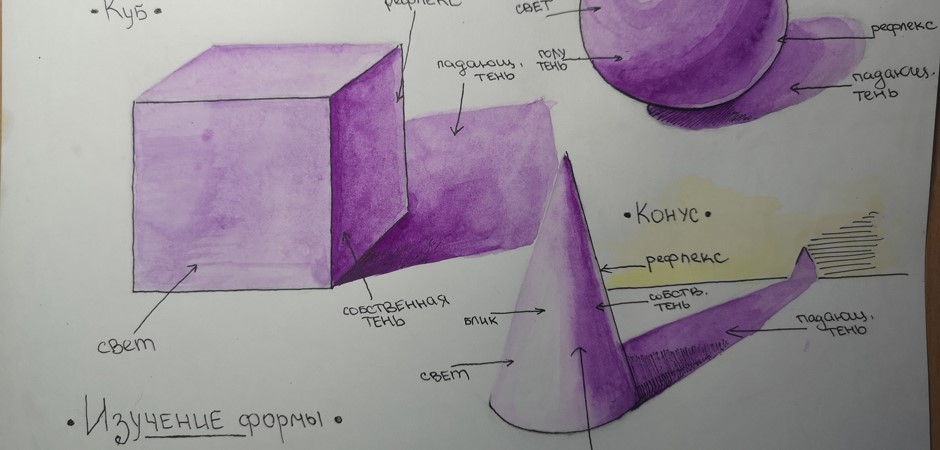 •Куб•
рефлекс
падающ.
тень
собственная
тень
свет
•Изучение формы•
свет
полу
тень
рефлекс
падающ.
тень
•Конус•
рефлекс
собств.
тень
блик
свет
падающ.
тень